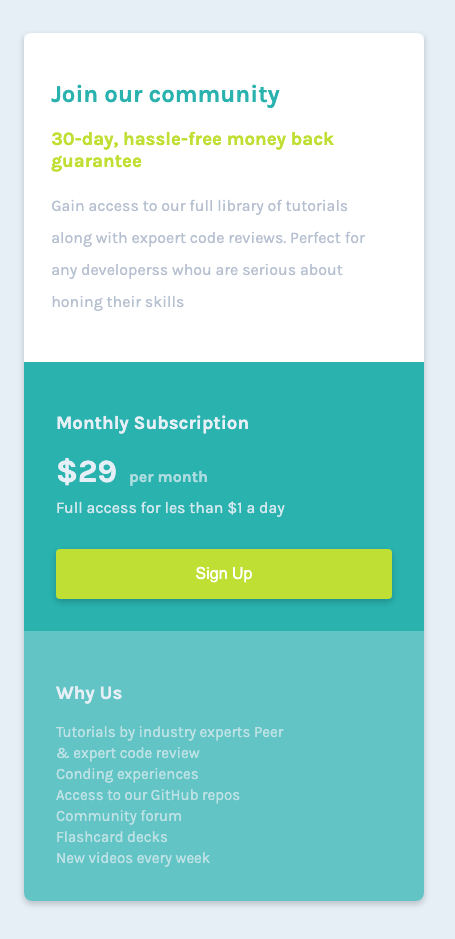 Join our community
30-day, hassle-free money back
guarantee
Gain access to our full library of tutorials
along with expoert code reviews. Perfect for
any developerss whou are serious about
honing their skills
Monthly Subscription
$29 per month
Full access for les than $1 a day
Sign Up
Why Us
Tutorials by industry experts Peer
& expert code review
Conding experiences
Access to our GitHub repos
Community forum
Flashcard decks
New videos every week